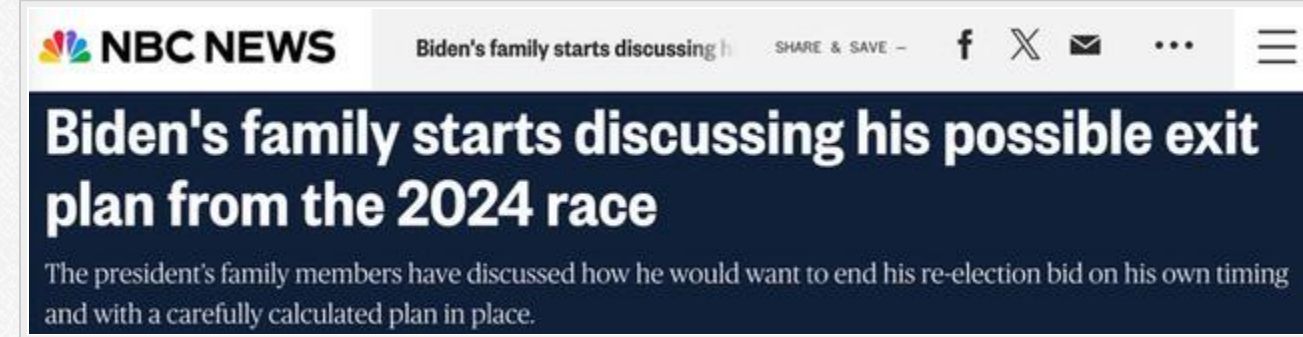 NBC NEWS
Biden's family starts discussing
SHARE & SAVE –
Biden's family starts discussing his possible exit
plan from the 2024 race
The president's family members have discussed how he would want to end his re-election bid on his own timing
and with a carefully calculated plan in place.